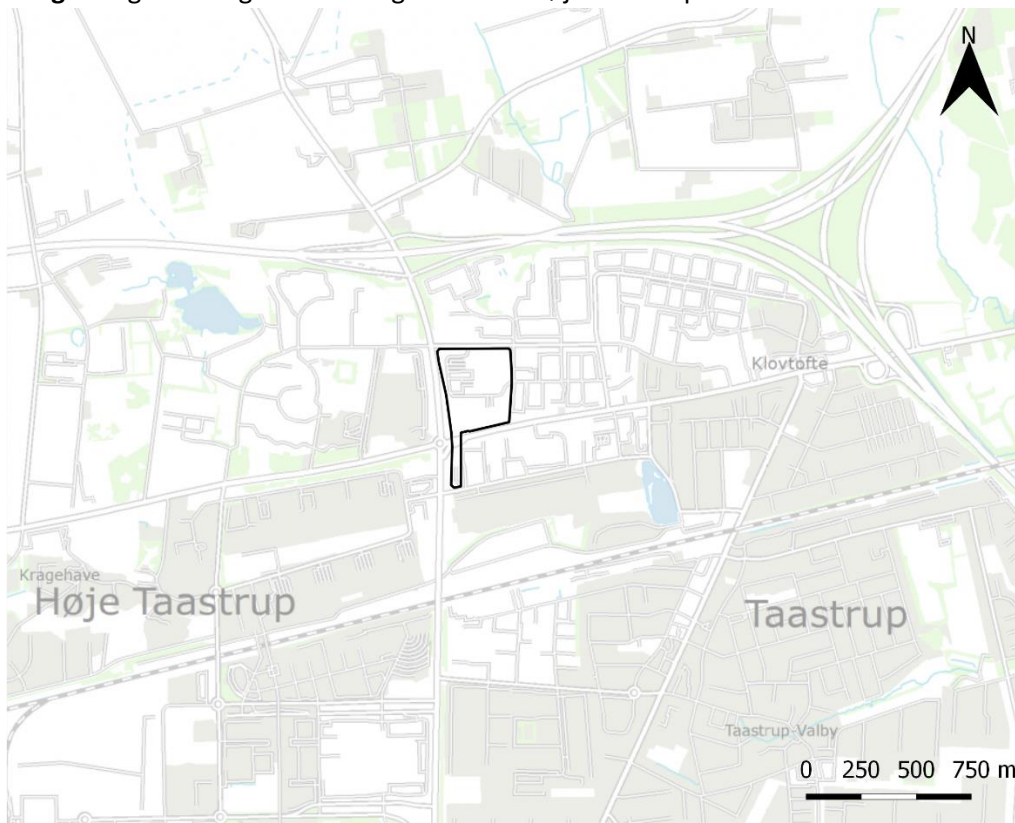 N
Klovtofte
Kragehave
Høje Taastrup
Taastrup
Taastrup-Valby
0 250 500 750 m